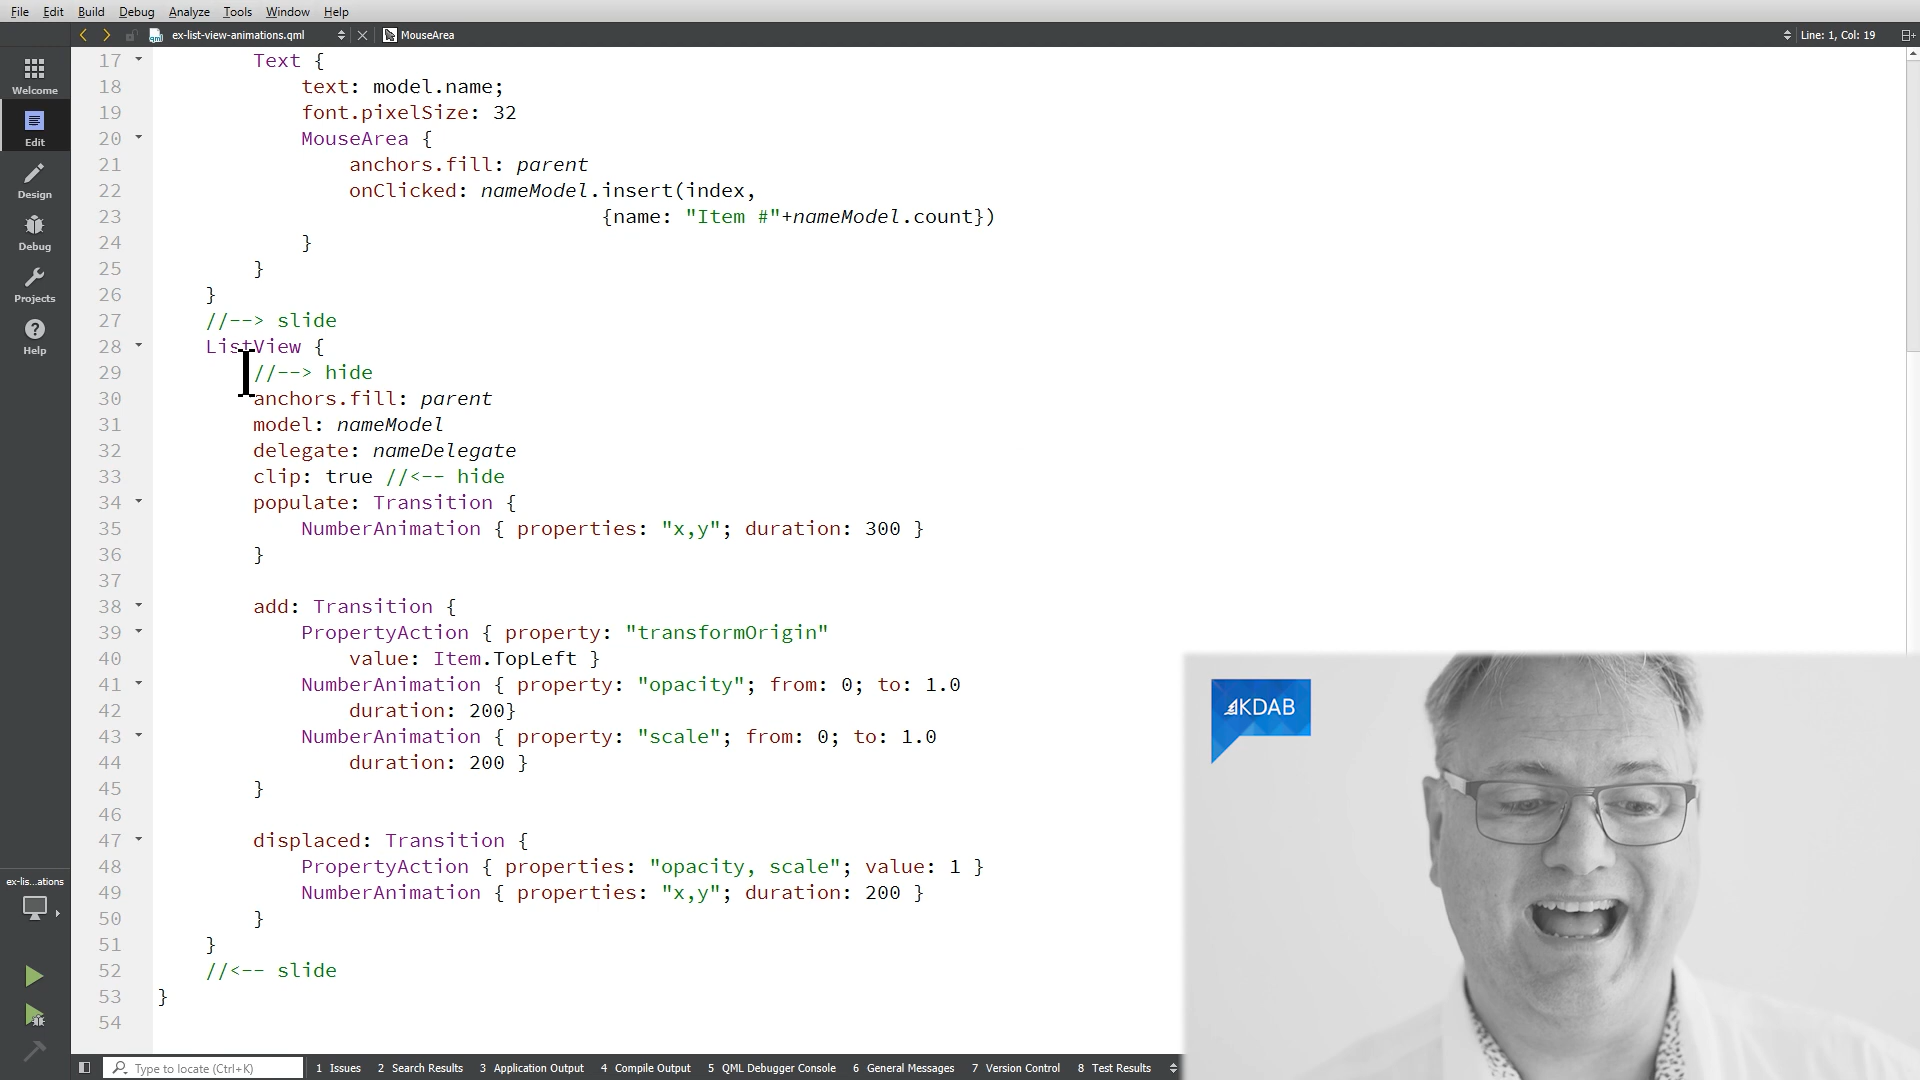 File Edit Build Debug Analyze Tools Window Help
ex-list-view-animations.qml MouseArea Line: 1, Col: 19
Welcome
Edit
Design
Debug
Projects
Help
17 Text {
18 text: model.name;
19 font.pixelSize: 32
20 MouseArea {
21 anchors.fill: parent
22 onClicked: nameModel.insert(index,
23 {name: "Item #"+nameModel.count})
24 }
25 }
26 }
27 //--> slide
28 ListView {
29 //--> hide
30 anchors.fill: parent
31 model: nameModel
32 delegate: nameDelegate
33 clip: true //<-- hide
34 populate: Transition {
35 NumberAnimation { properties: "x,y"; duration: 300 }
36 }
37
38 add: Transition {
39 PropertyAction { property: "transformOrigin"
40 value: Item.TopLeft }
41 NumberAnimation { property: "opacity"; from: 0; to: 1.0
42 duration: 200}
43 NumberAnimation { property: "scale"; from: 0; to: 1.0
44 duration: 200 }
45 }
46
47 displaced: Transition {
48 PropertyAction { properties: "opacity, scale"; value: 1 }
49 NumberAnimation { properties: "x,y"; duration: 200 }
50 }
51 }
52 //<-- slide
53 }
54
KDAB
ex-lis...ations
Type to locate (Ctrl+K) 1 Issues 2 Search Results 3 Application Output 4 Compile Output 5 QML Debugger Console 6 General Messages 7 Version Control 8 Test Results